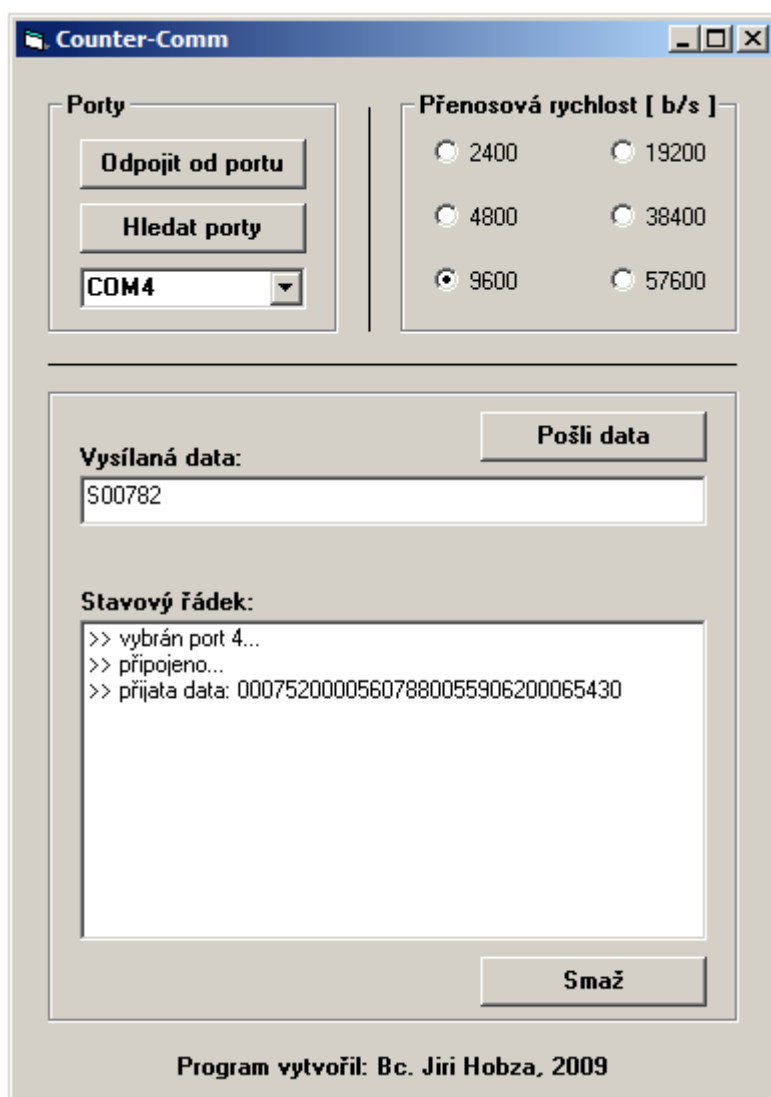 Counter-Comm
Porty
Odpojit od portu
Hledat porty
COM4
Přenosová rychlost [ b/s ]
2400
19200
4800
38400
9600
57600
Pošli data
Vysílaná data:
S00782
Stavový řádek:
>> vybrán port 4...
>> připojeno...
>> přijata data: 00075200005607880055906200065430
Smaž
Program vytvořil: Bc. Jiri Hobza, 2009